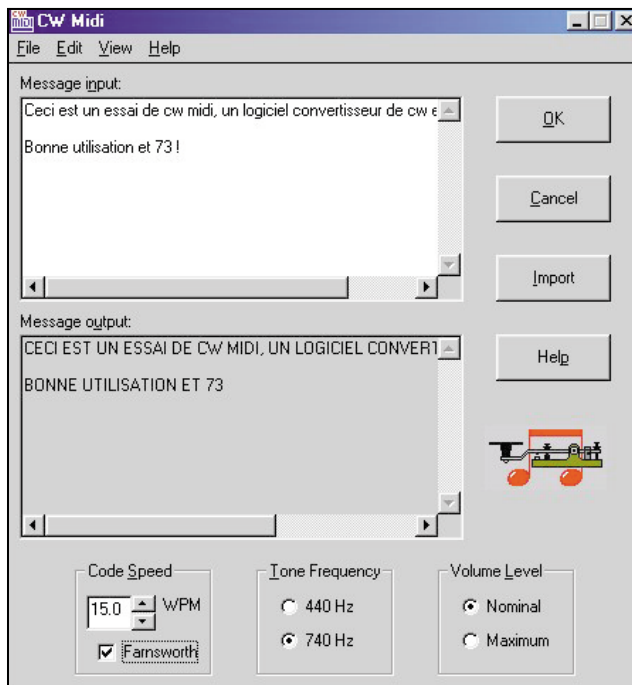 CW Midi
File Edit View Help
Message input:
Ceci est un essai de cw midi, un logiciel convertisseur de cw e
Bonne utilisation et 73 !
OK
Cancel
Import
Message output:
CECI EST UN ESSAI DE CW MIDI, UN LOGICIEL CONVERT
BONNE UTILISATION ET 73
Help
Code Speed
15.0 WPM
Farnsworth
Tone Frequency
440 Hz
740 Hz
Volume Level
Nominal
Maximum